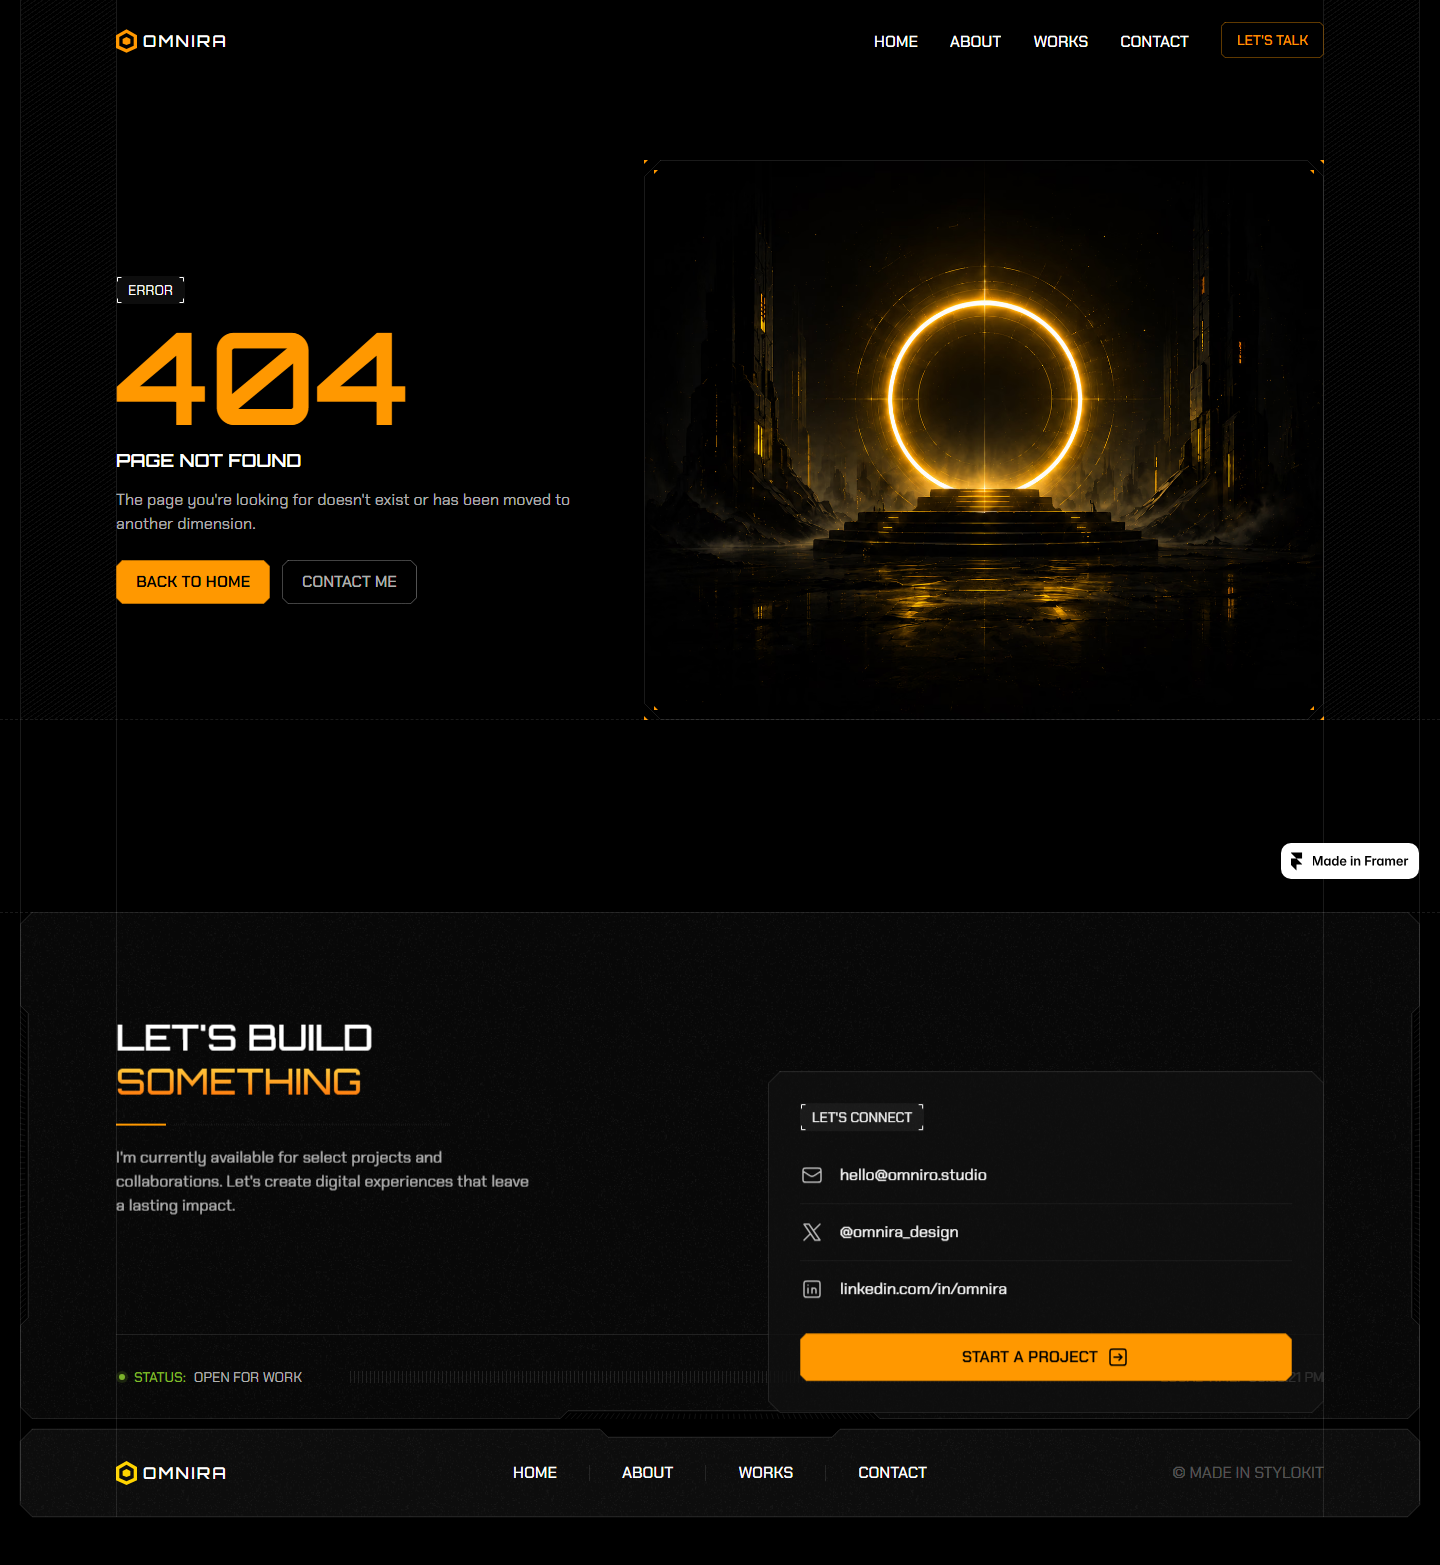 OMNIRA
HOME
ABOUT
WORKS
CONTACT
LET'S TALK
ERROR
404
PAGE NOT FOUND
The page you're looking for doesn't exist or has been moved to
another dimension.
BACK TO HOME
CONTACT ME
Made in Framer
LET'S BUILD
SOMETHING
I'm currently available for select projects and
collaborations. Let's create digital experiences that leave
a lasting impact.
LET'S CONNECT
hello@omniro.studio
@omnira_design
linkedin.com/in/omnira
START A PROJECT
STATUS: OPEN FOR WORK
21 PM
OMNIRA
HOME
ABOUT
WORKS
CONTACT
© MADE IN STYLOKIT